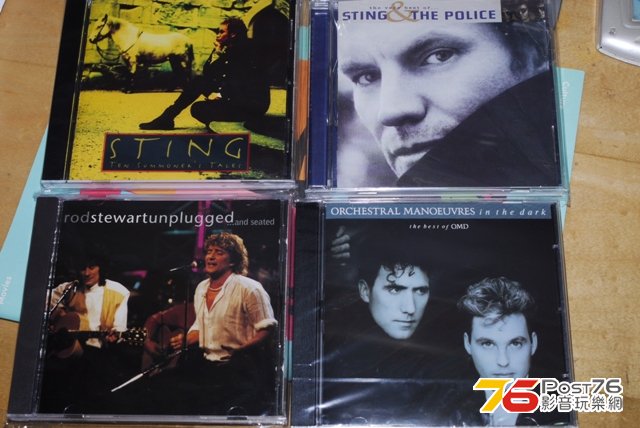 STING
TEN SUMMONER'S TALES
the very best of...
STING & THE POLICE
rodstewartunplugged
...and seated
ORCHESTRAL MANOEUVRES in the dark
the best of OMD
Movies
76 POST76
影音玩樂網